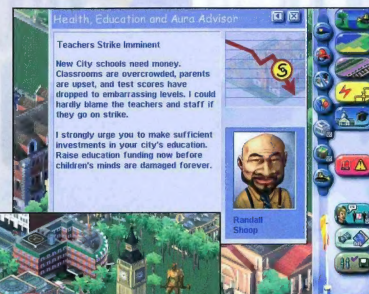 Health, Education and Aura Advisor
Teachers Strike Imminent
New City schools need money.
Classrooms are overcrowded, parents
are upset, and test scores have
dropped to embarrassing levels. I could
hardly blame the teachers and staff if
they go on strike.
I strongly urge you to make sufficient
investments in your city's education.
Raise education funding now before
children's minds are damaged forever.
Randall
Shoop